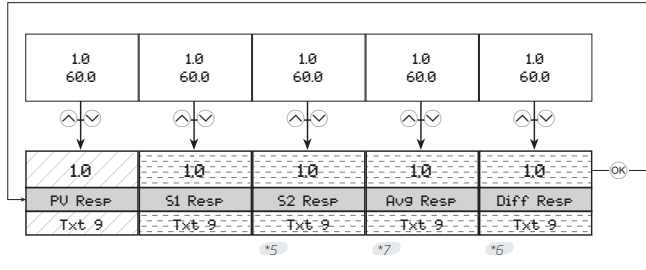 1.0 1.0 1.0 1.0 1.0
60.0 60.0 60.0 60.0 60.0
1.0 1.0 1.0 1.0 1.0
OK
PV Resp S1 Resp S2 Resp Avg Resp Diff Resp
Txt 9 Txt 9 Txt 9 Txt 9 Txt 9
*5 *7 *6